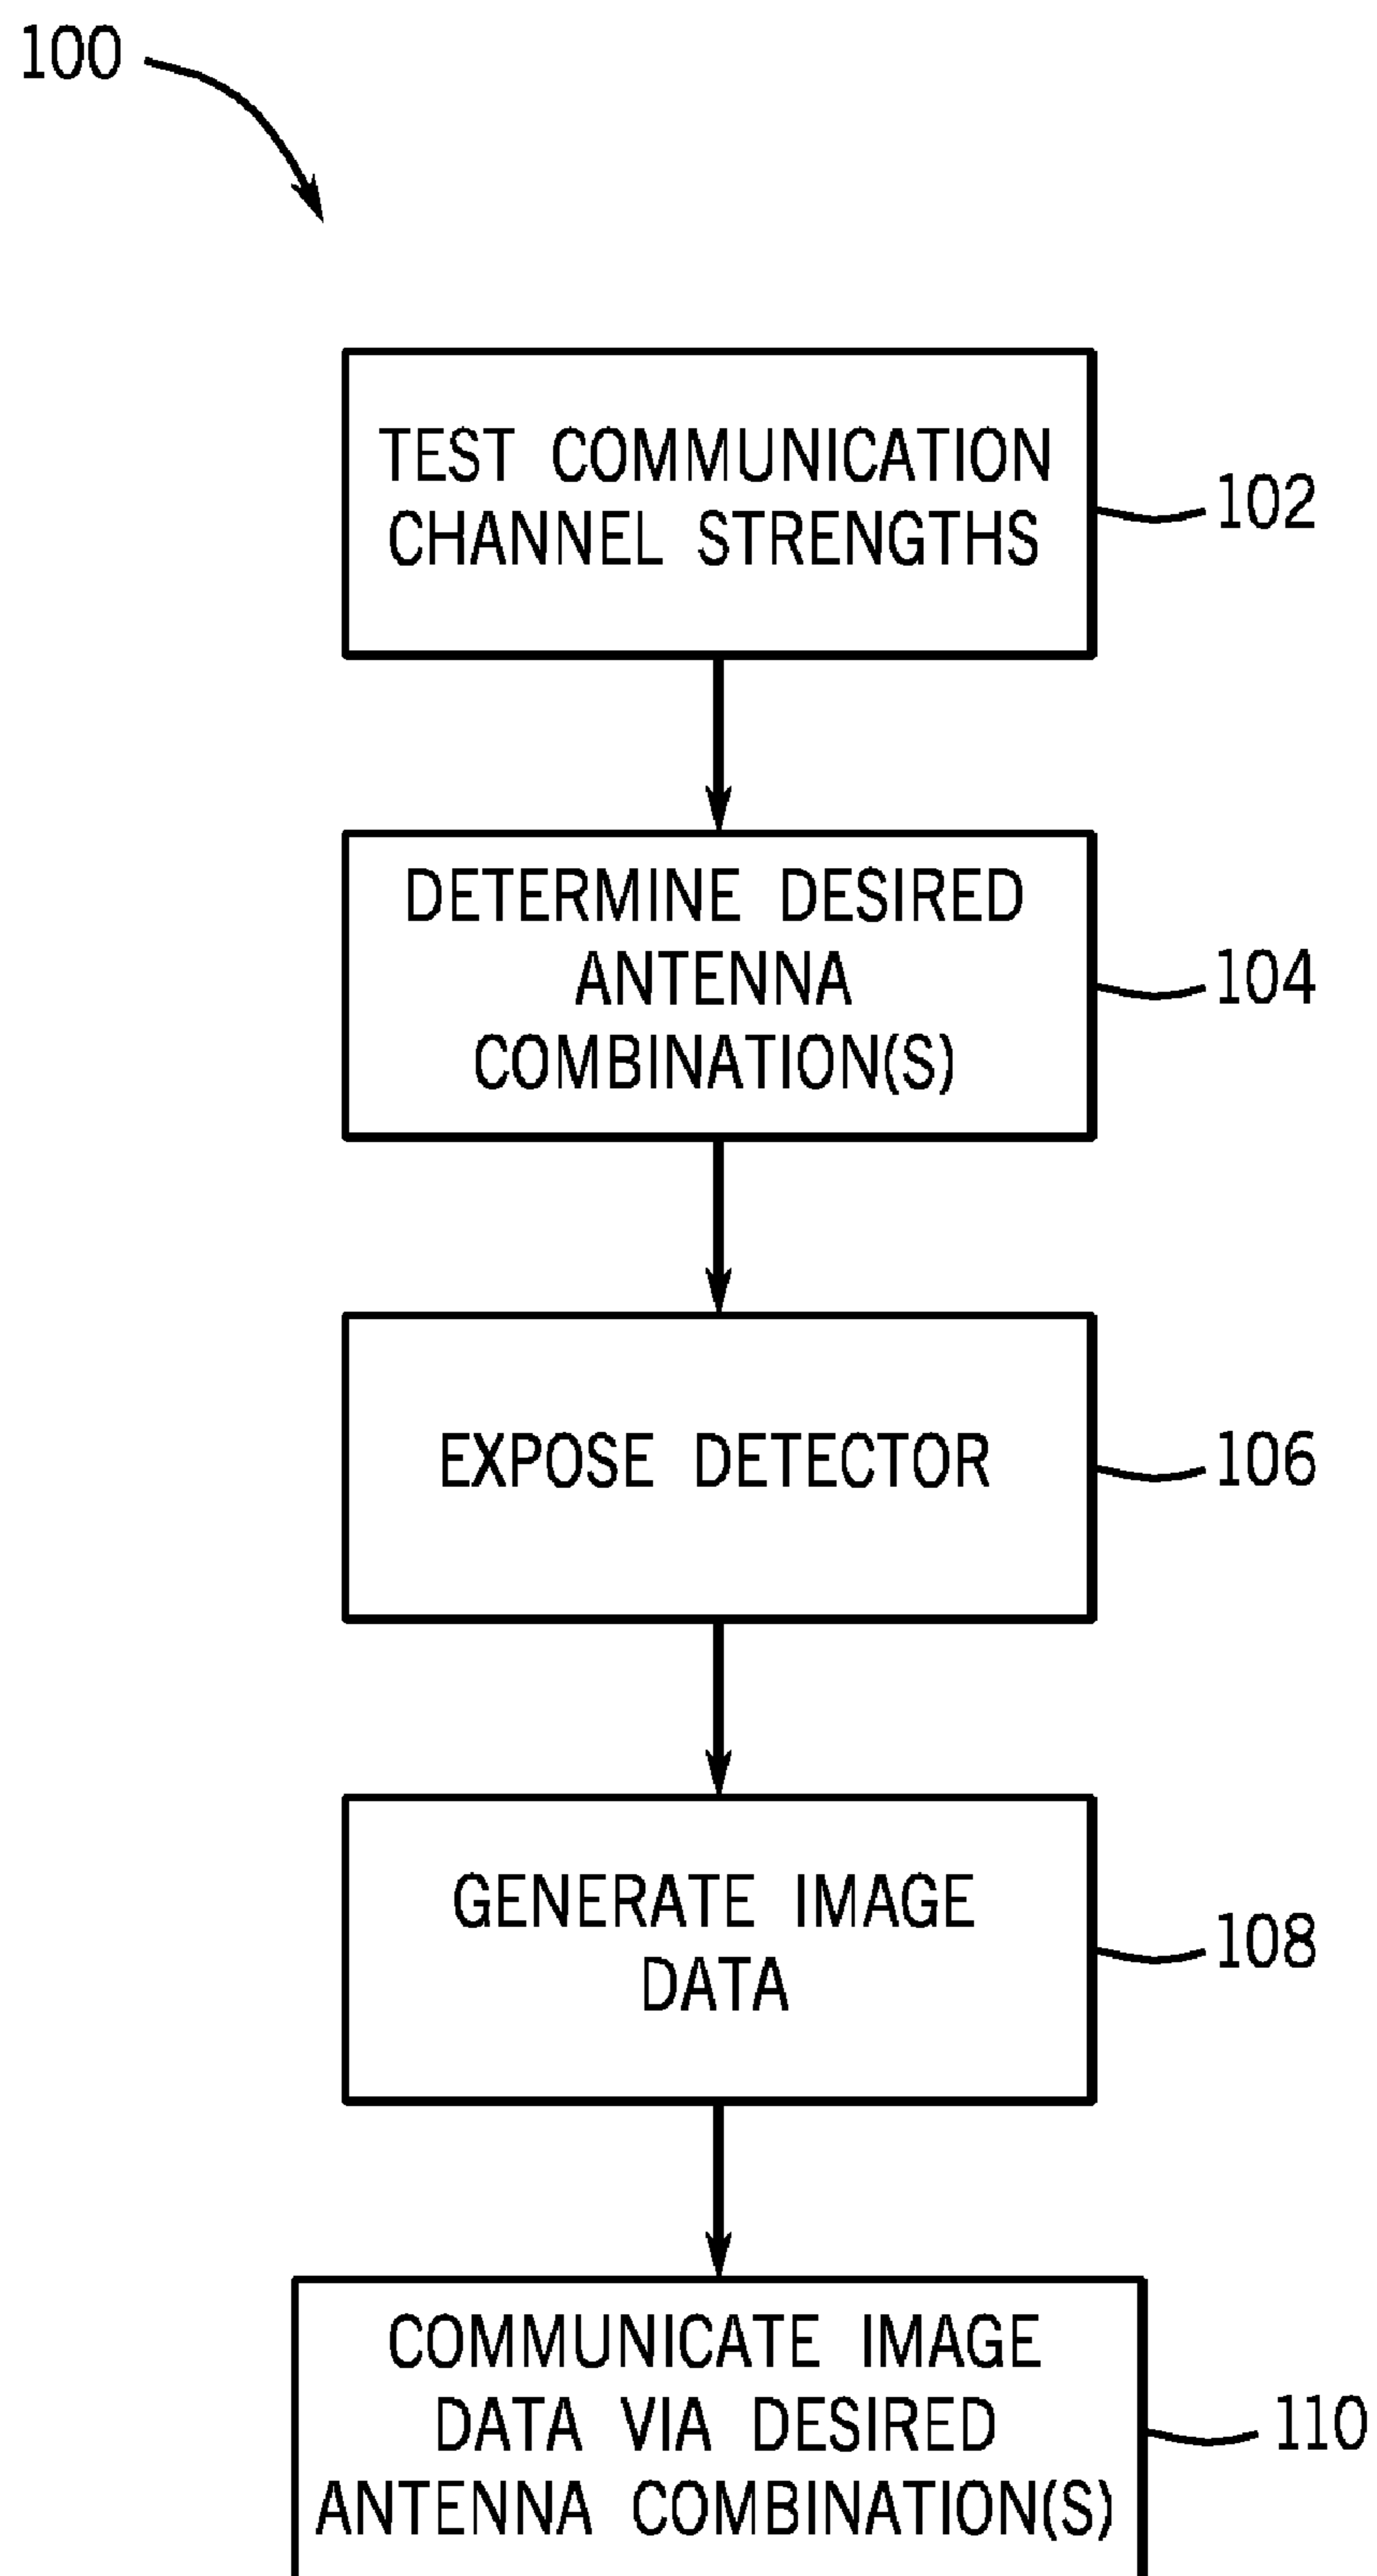 100
TEST COMMUNICATION
CHANNEL STRENGTHS
102
DETERMINE DESIRED
ANTENNA
COMBINATION(S)
104
EXPOSE DETECTOR
106
GENERATE IMAGE
DATA
108
COMMUNICATE IMAGE
DATA VIA DESIRED
ANTENNA COMBINATION(S)
110